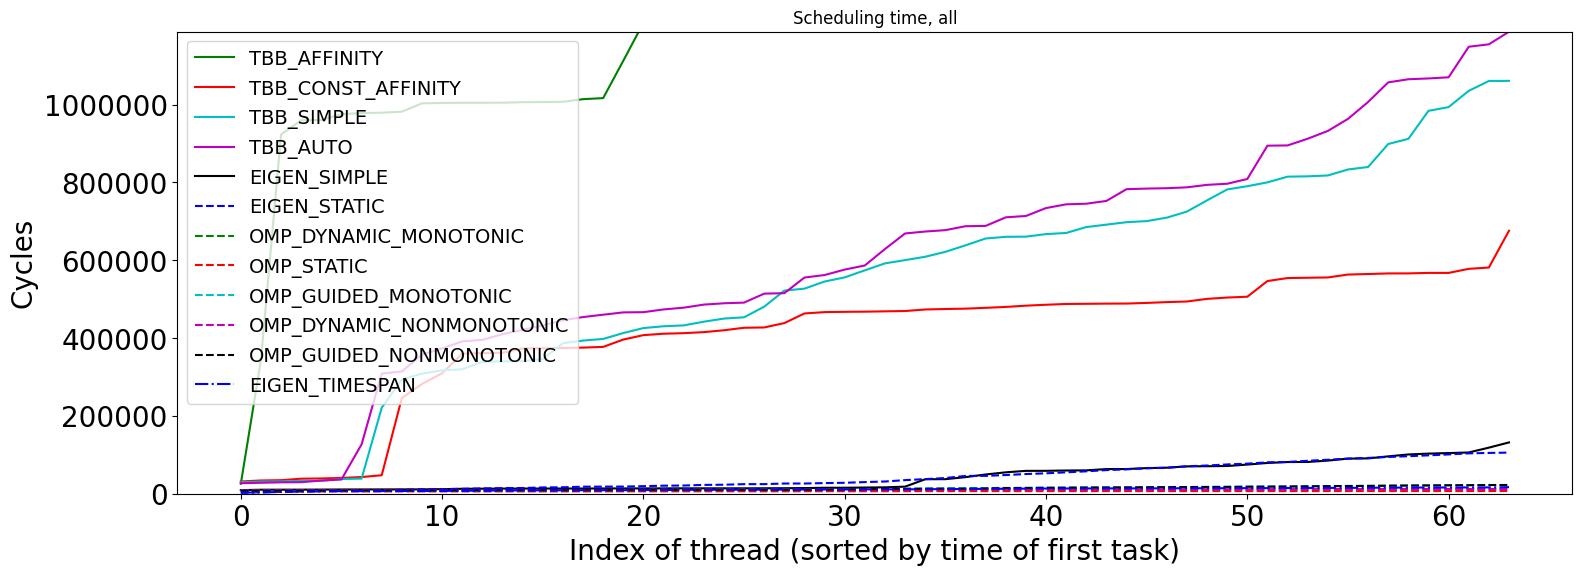 Scheduling time, all
Cycles
1000000
800000
600000
400000
200000
0
TBB_AFFINITY
TBB_CONST_AFFINITY
TBB_SIMPLE
TBB_AUTO
EIGEN_SIMPLE
EIGEN_STATIC
OMP_DYNAMIC_MONOTONIC
OMP_STATIC
OMP_GUIDED_MONOTONIC
OMP_DYNAMIC_NONMONOTONIC
OMP_GUIDED_NONMONOTONIC
EIGEN_TIMESPAN
0 10 20 30 40 50 60
Index of thread (sorted by time of first task)